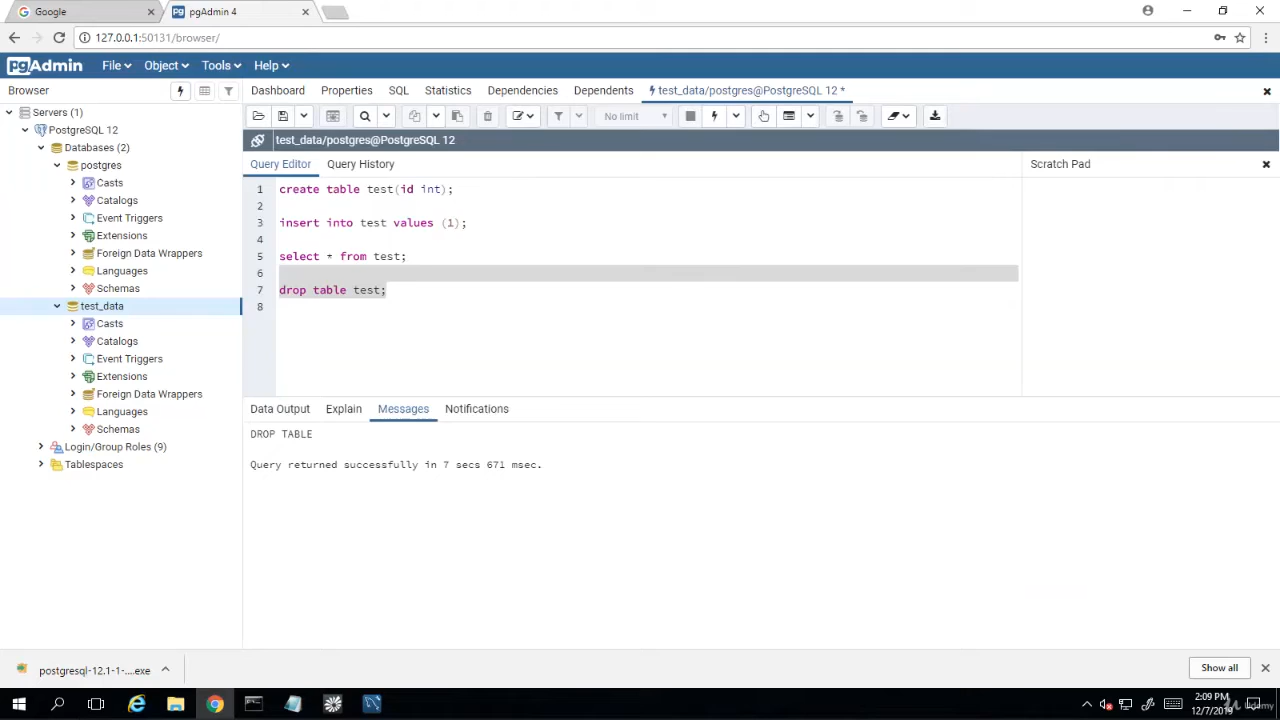 Google
pgAdmin 4
127.0.0.1:50131/browser/
pgAdmin File Object Tools Help
Browser
Dashboard Properties SQL Statistics Dependencies Dependents test_data/postgres@PostgreSQL 12 *
No limit
test_data/postgres@PostgreSQL 12
Query Editor Query History
Scratch Pad
Servers (1)
PostgreSQL 12
Databases (2)
postgres
Casts
Catalogs
Event Triggers
Extensions
Foreign Data Wrappers
Languages
Schemas
test_data
Casts
Catalogs
Event Triggers
Extensions
Foreign Data Wrappers
Languages
Schemas
Login/Group Roles (9)
Tablespaces
1 create table test(id int);
2
3 insert into test values (1);
4
5 select * from test;
6
7 drop table test;
8
Data Output Explain Messages Notifications
DROP TABLE
Query returned successfully in 7 secs 671 msec.
postgresql-12.1-1-....exe
Show all
2:09 PM
Udemy